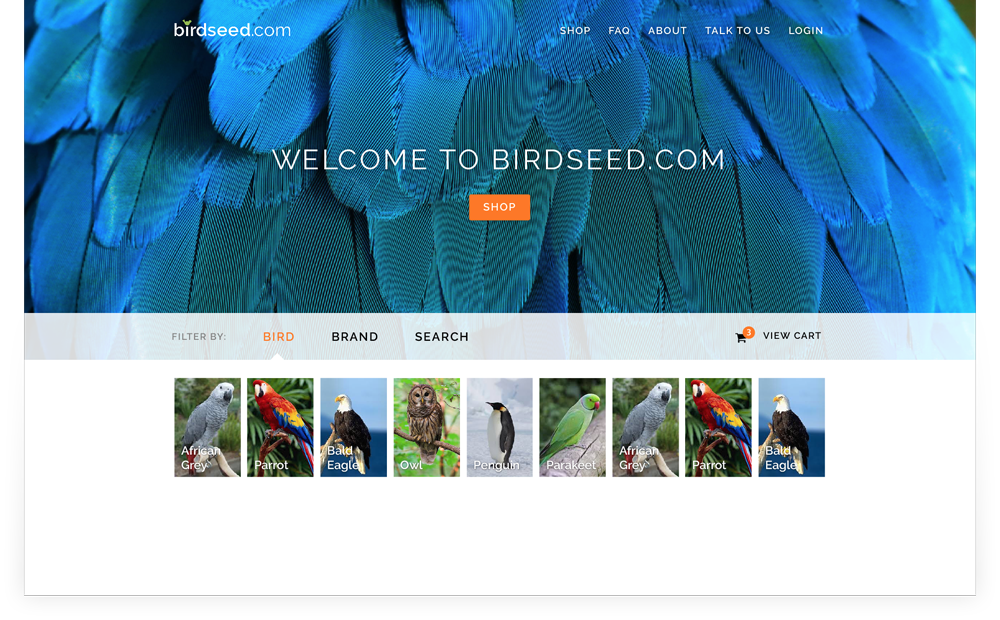 birdseed.com
SHOP FAQ ABOUT TALK TO US LOGIN
WELCOME TO BIRDSEED.COM
SHOP
FILTER BY: BIRD BRAND SEARCH 3 VIEW CART
African
Grey
Parrot
Bald
Eagle
Owl
Penguin
Parakeet
African
Grey
Parrot
Bald
Eagle